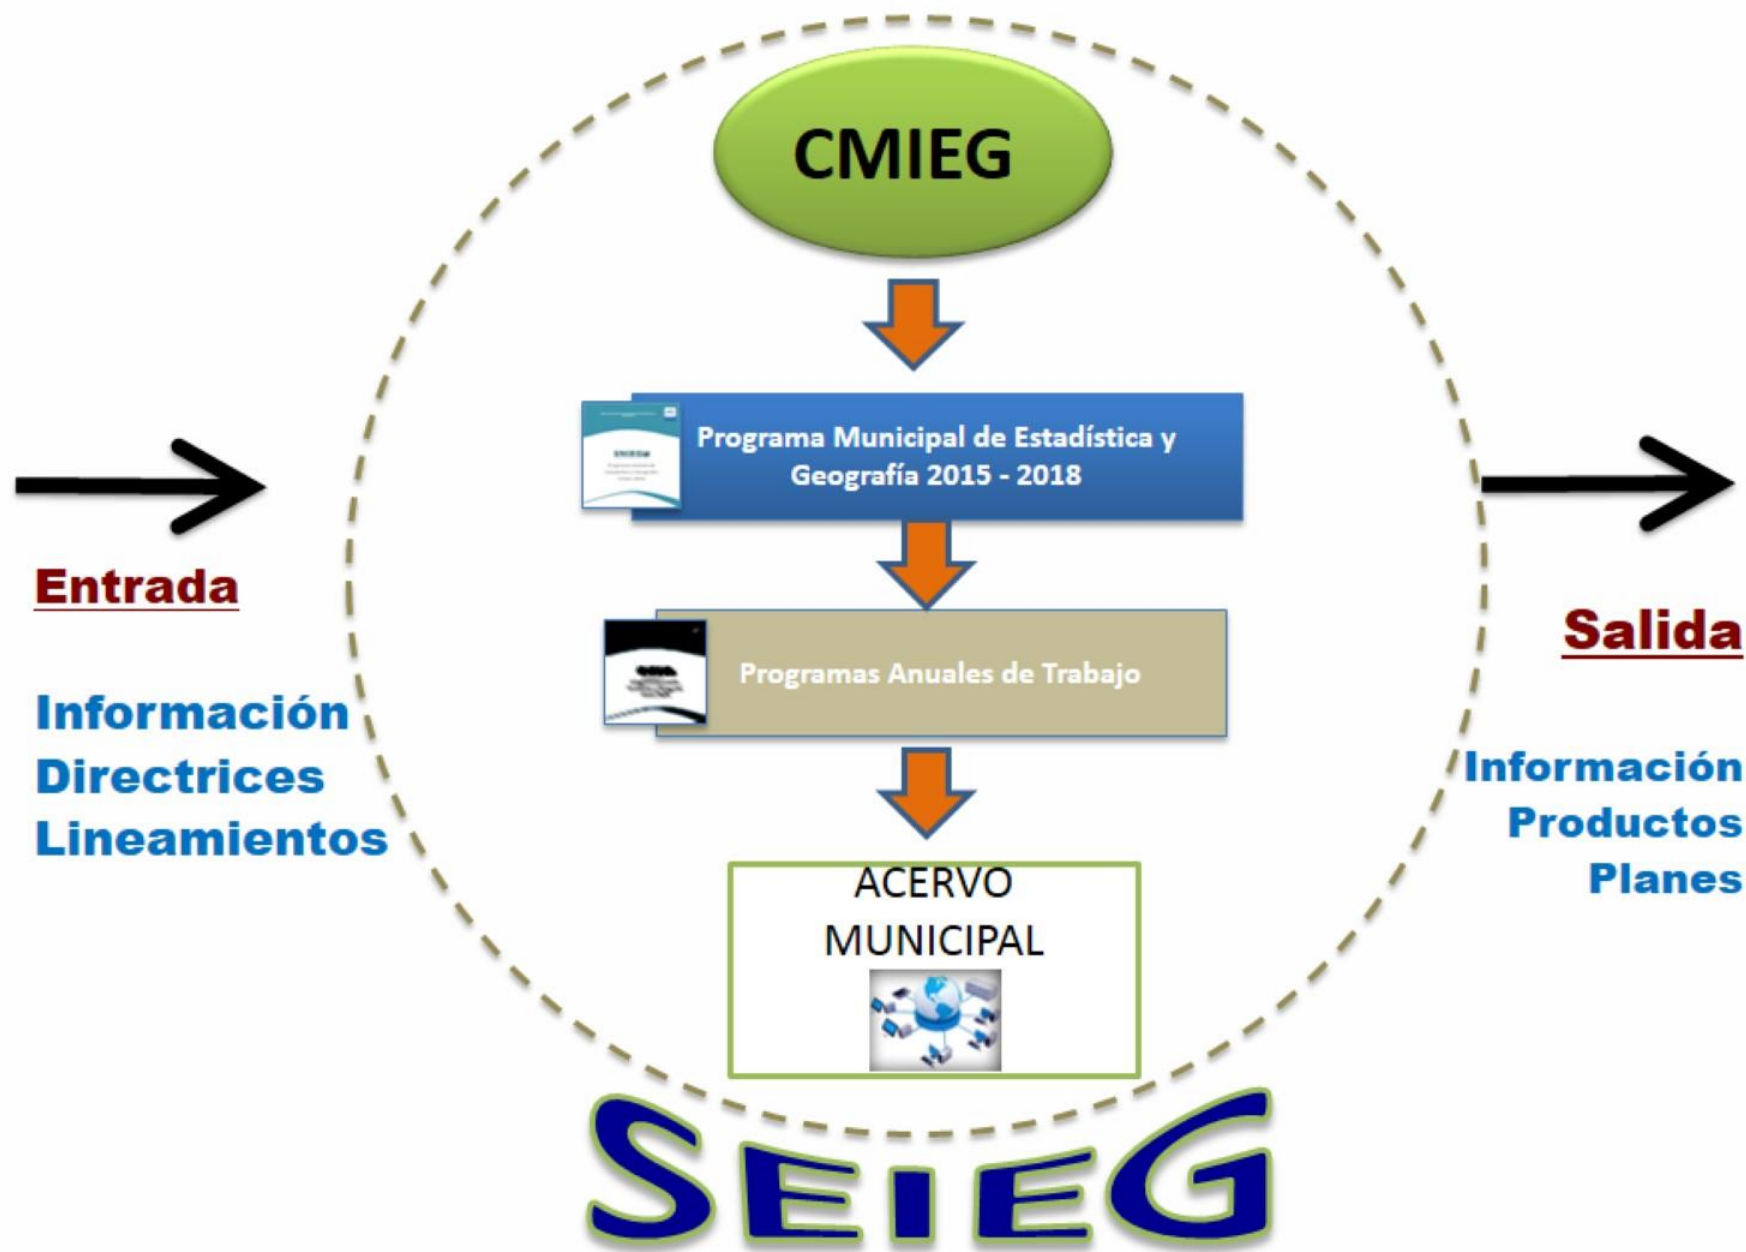 CMIEG
Programa Municipal de Estadística y
Geografía 2015 - 2018
Programas Anuales de Trabajo
ACERVO
MUNICIPAL
Entrada
Información
Directrices
Lineamientos
Salida
Información
Productos
Planes
SEIEG